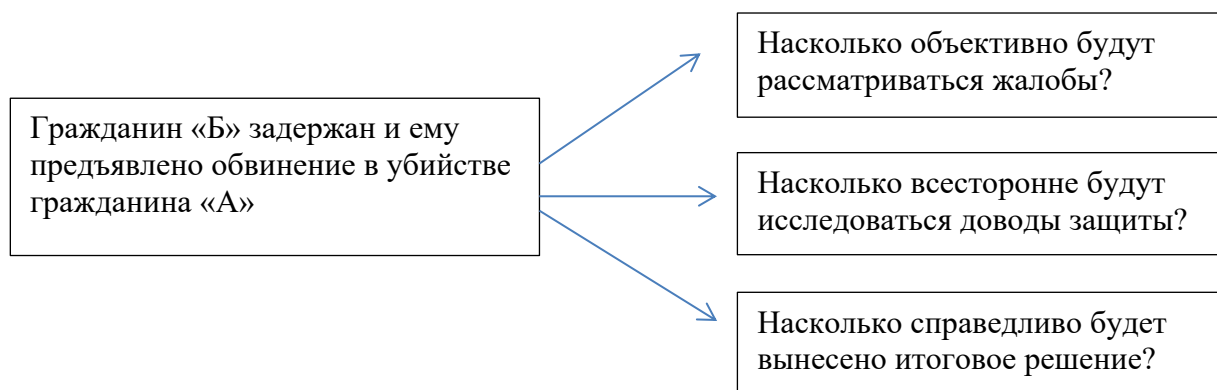 Гражданин «Б» задержан и ему
предъявлено обвинение в убийстве
гражданина «А»
Насколько объективно будут
рассматриваться жалобы?
Насколько всесторонне будут
исследоваться доводы защиты?
Насколько справедливо будет
вынесено итоговое решение?